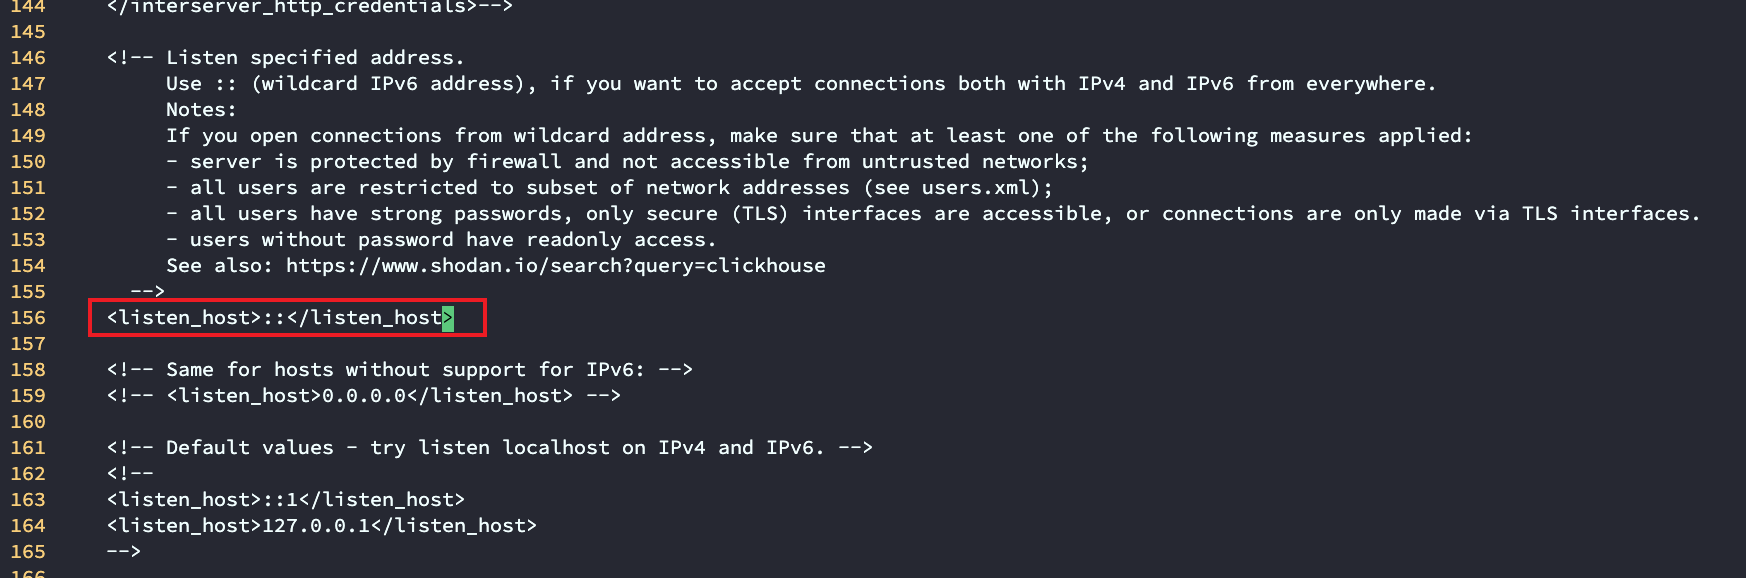 144     </interserver_http_credentials>-->
145
146     <!-- Listen specified address.
147          Use :: (wildcard IPv6 address), if you want to accept connections both with IPv4 and IPv6 from everywhere.
148          Notes:
149          If you open connections from wildcard address, make sure that at least one of the following measures applied:
150          - server is protected by firewall and not accessible from untrusted networks;
151          - all users are restricted to subset of network addresses (see users.xml);
152          - all users have strong passwords, only secure (TLS) interfaces are accessible, or connections are only made via TLS interfaces.
153          - users without password have readonly access.
154          See also: https://www.shodan.io/search?query=clickhouse
155       -->
156     <listen_host>::</listen_host>
157
158     <!-- Same for hosts without support for IPv6: -->
159     <!-- <listen_host>0.0.0.0</listen_host> -->
160
161     <!-- Default values - try listen localhost on IPv4 and IPv6. -->
162     <!--
163     <listen_host>::1</listen_host>
164     <listen_host>127.0.0.1</listen_host>
165     -->
166